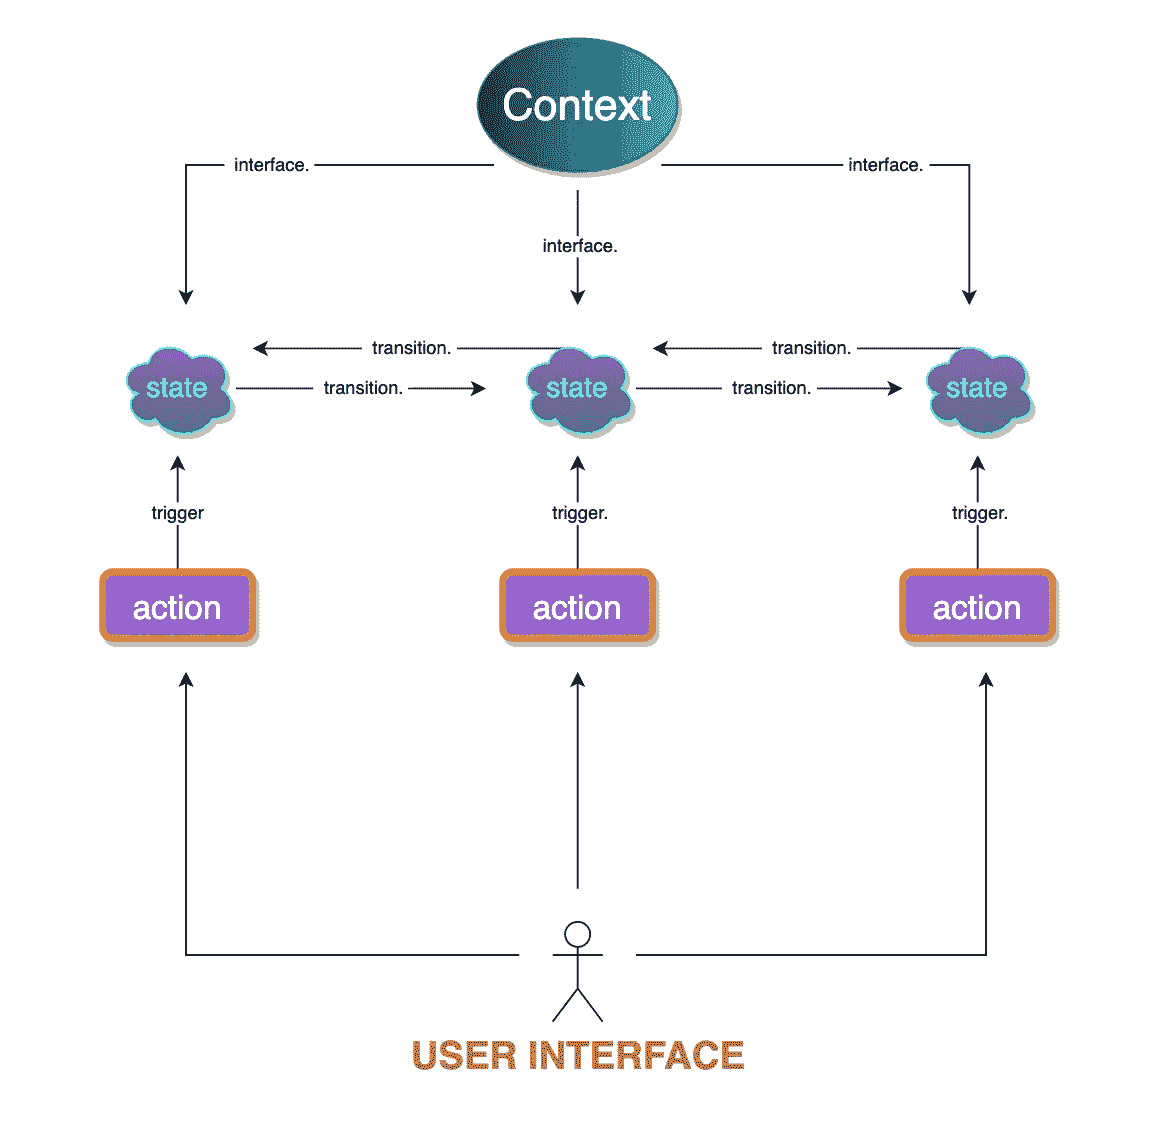 Context
interface.
interface.
interface.
transition.
transition.
transition.
transition.
state
state
state
trigger
trigger.
trigger.
action
action
action
USER INTERFACE